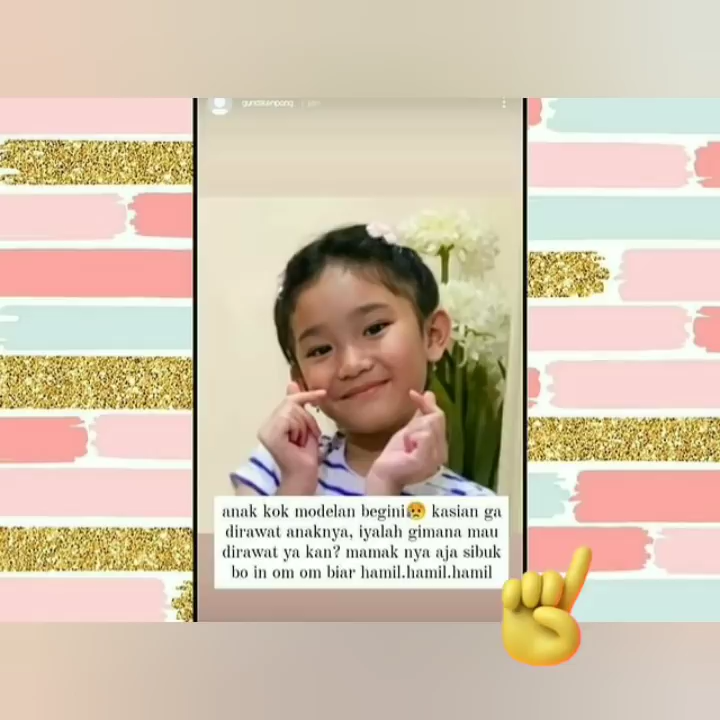 anak kok modelan begini😥 kasian ga
dirawat anaknya, iyalah gimana mau
dirawat ya kan? mamak nya aja sibuk
bo in om om biar hamil.hamil.hamil